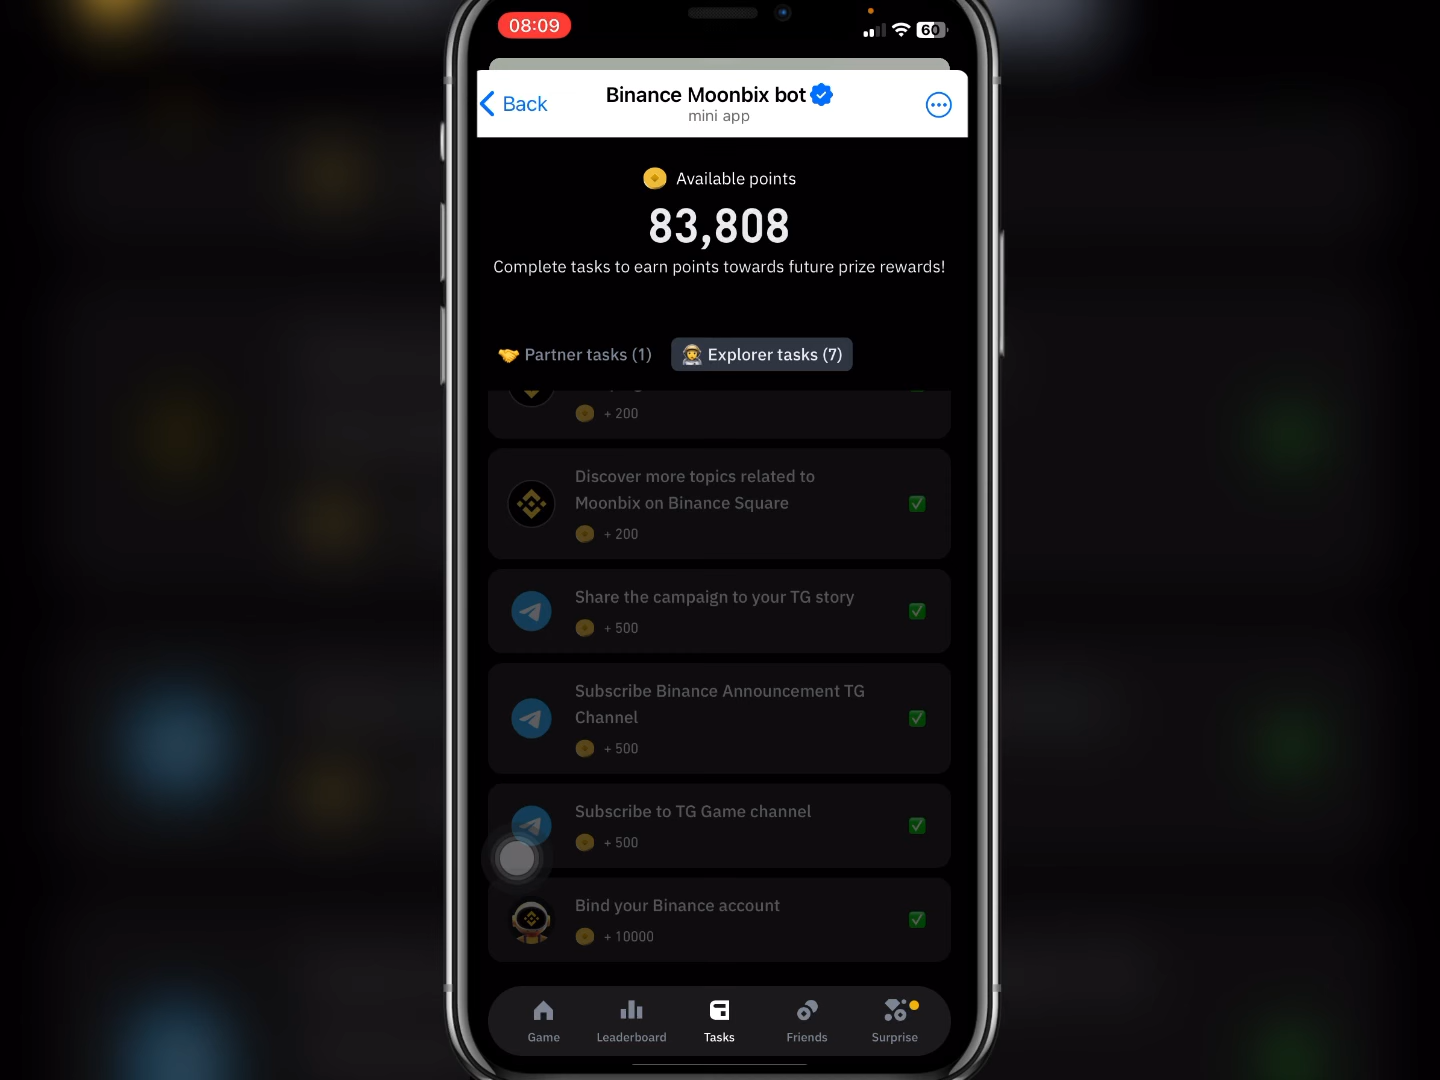 08:09
60
Back
Binance Moonbix bot
mini app
Available points
83,808
Complete tasks to earn points towards future prize rewards!
Partner tasks (1)
Explorer tasks (7)
+ 200
Discover more topics related to
Moonbix on Binance Square
+ 200
Share the campaign to your TG story
+ 500
Subscribe Binance Announcement TG
Channel
+ 500
Subscribe to TG Game channel
+ 500
Bind your Binance account
+ 10000
Game
Leaderboard
Tasks
Friends
Surprise